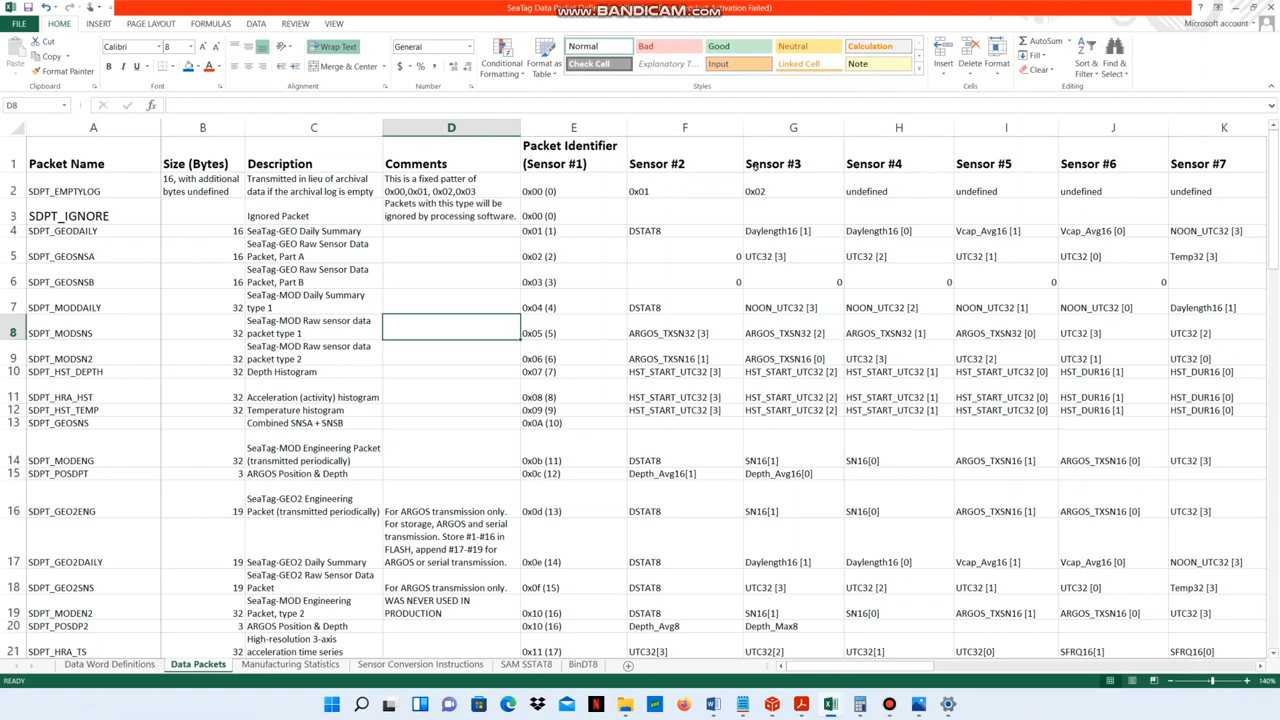 SeaTag Data Packet Def
www.BANDICAM.com
uct Activation Failed)
FILE HOME INSERT PAGE LAYOUT FORMULAS DATA REVIEW VIEW Microsoft account
Paste Cut Copy Format Painter Clipboard
Calibri 8 B I U Font
Wrap Text Merge & Center Alignment
General $ % , Number
Conditional Formatting Format as Table
Normal Bad Good Neutral Calculation
Check Cell Explanatory T... Input Linked Cell Note
Styles
Insert Delete Format Cells
AutoSum Fill Clear Sort & Filter Find & Select Editing
D8 fx
A B C D E F G H I J K
1 Packet Name Size (Bytes) Description Comments Packet Identifier (Sensor #1) Sensor #2 Sensor #3 Sensor #4 Sensor #5 Sensor #6 Sensor #7
2 SDPT_EMPTYLOG 16, with additional bytes undefined Transmitted in lieu of archival data if the archival log is empty This is a fixed patter of 0x00,0x01, 0x02,0x03 0x00 (0) 0x01 0x02 undefined undefined undefined undefined
3 SDPT_IGNORE Ignored Packet Packets with this type will be ignored by processing software. 0x00 (0)
4 SDPT_GEODAILY 16 SeaTag-GEO Daily Summary 0x01 (1) DSTAT8 Daylength16 [1] Daylength16 [0] Vcap_Avg16 [1] Vcap_Avg16 [0] NOON_UTC32 [3]
5 SDPT_GEOSNSA 16 SeaTag-GEO Raw Sensor Data Packet, Part A 0x02 (2) 0 UTC32 [3] UTC32 [2] UTC32 [1] UTC32 [0] Temp32 [3]
6 SDPT_GEOSNSB 16 SeaTag-GEO Raw Sensor Data Packet, Part B 0x03 (3) 0 0 0 0 0
7 SDPT_MODDAILY 32 SeaTag-MOD Daily Summary type 1 0x04 (4) DSTAT8 NOON_UTC32 [3] NOON_UTC32 [2] NOON_UTC32 [1] NOON_UTC32 [0] Daylength16 [1]
8 SDPT_MODSNS 32 SeaTag-MOD Raw sensor data packet type 1 0x05 (5) ARGOS_TXSN32 [3] ARGOS_TXSN32 [2] ARGOS_TXSN32 [1] ARGOS_TXSN32 [0] UTC32 [3] UTC32 [2]
9 SDPT_MODSN2 32 SeaTag-MOD Raw sensor data packet type 2 0x06 (6) ARGOS_TXSN16 [1] ARGOS_TXSN16 [0] UTC32 [3] UTC32 [2] UTC32 [1] UTC32 [0]
10 SDPT_HST_DEPTH 32 Depth Histogram 0x07 (7) HST_START_UTC32 [3] HST_START_UTC32 [2] HST_START_UTC32 [1] HST_START_UTC32 [0] HST_DUR16 [1] HST_DUR16 [0]
11 SDPT_HRA_HST 32 Acceleration (activity) histogram 0x08 (8) HST_START_UTC32 [3] HST_START_UTC32 [2] HST_START_UTC32 [1] HST_START_UTC32 [0] HST_DUR16 [1] HST_DUR16 [0]
12 SDPT_HST_TEMP 32 Temperature histogram 0x09 (9) HST_START_UTC32 [3] HST_START_UTC32 [2] HST_START_UTC32 [1] HST_START_UTC32 [0] HST_DUR16 [1] HST_DUR16 [0]
13 SDPT_GEOSNS Combined SNSA + SNSB 0x0A (10)
14 SDPT_MODENG 32 SeaTag-MOD Engineering Packet (transmitted periodically) 0x0b (11) DSTAT8 SN16[1] SN16[0] ARGOS_TXSN16 [1] ARGOS_TXSN16 [0] UTC32 [3]
15 SDPT_POSDPT 3 ARGOS Position & Depth 0x0c (12) Depth_Avg16[1] Depth_Avg16[0]
16 SDPT_GEO2ENG 19 SeaTag-GEO2 Engineering Packet (transmitted periodically) For ARGOS transmission only. 0x0d (13) DSTAT8 SN16[1] SN16[0] ARGOS_TXSN16 [1] ARGOS_TXSN16 [0] UTC32 [3]
17 SDPT_GEO2DAILY 19 SeaTag-GEO2 Daily Summary For storage, ARGOS and serial transmission. Store #1-#16 in FLASH, append #17-#19 for ARGOS or serial transmission. 0x0e (14) DSTAT8 Daylength16 [1] Daylength16 [0] Vcap_Avg16 [1] Vcap_Avg16 [0] NOON_UTC32 [3]
18 SDPT_GEO2SNS 19 SeaTag-GEO2 Raw Sensor Data Packet For ARGOS transmission only. 0x0f (15) DSTAT8 UTC32 [3] UTC32 [2] UTC32 [1] UTC32 [0] Temp32 [3]
19 SDPT_MODEN2 32 SeaTag-MOD Engineering Packet, type 2 WAS NEVER USED IN PRODUCTION 0x10 (16) DSTAT8 SN16[1] SN16[0] ARGOS_TXSN16 [1] ARGOS_TXSN16 [0] UTC32 [3]
20 SDPT_POSDP2 3 ARGOS Position & Depth 0x10 (16) Depth_Avg8 Depth_Max8
21 SDPT_HRA_TS 32 High-resolution 3-axis acceleration time series 0x11 (17) UTC32[3] UTC32[2] UTC32[1] UTC32[0] SFRQ16[1] SFRQ16[0]
Data Word Definitions Data Packets Manufacturing Statistics Sensor Conversion Instructions SAM SSTAT8 BinDT8
READY 140%